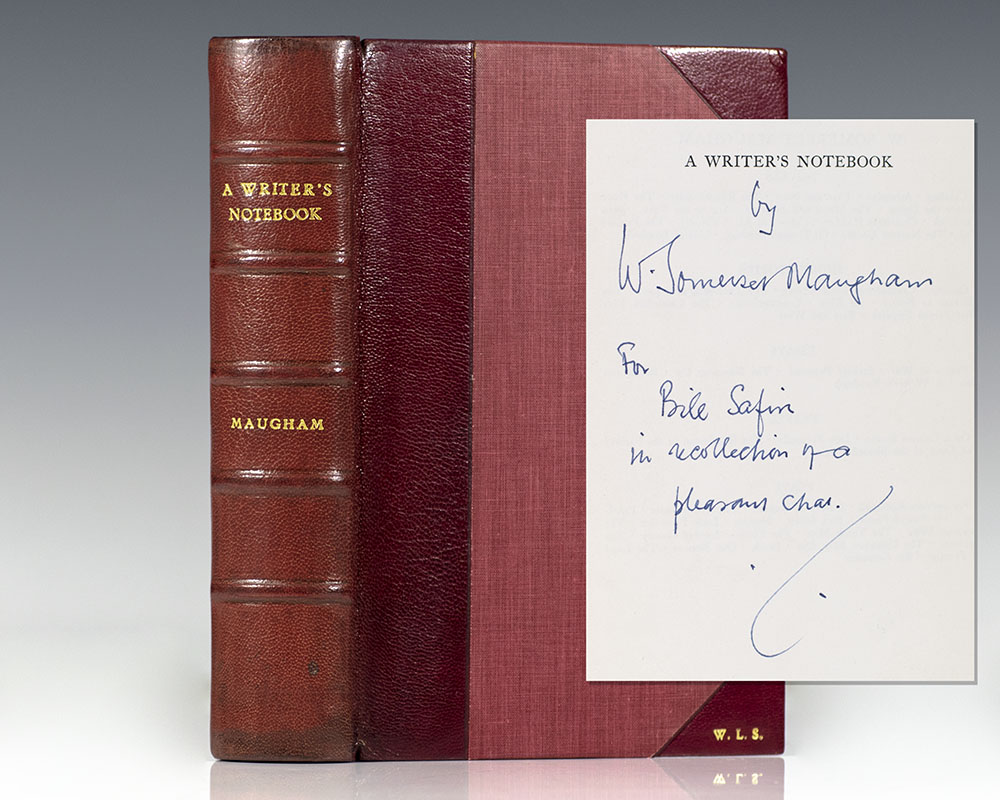 A WRITER'S
NOTEBOOK
MAUGHAM
A WRITER'S NOTEBOOK
by
W. Somerset Maugham
For
Bill Safire
in recollection of a
pleasant chat.
W. L. S.